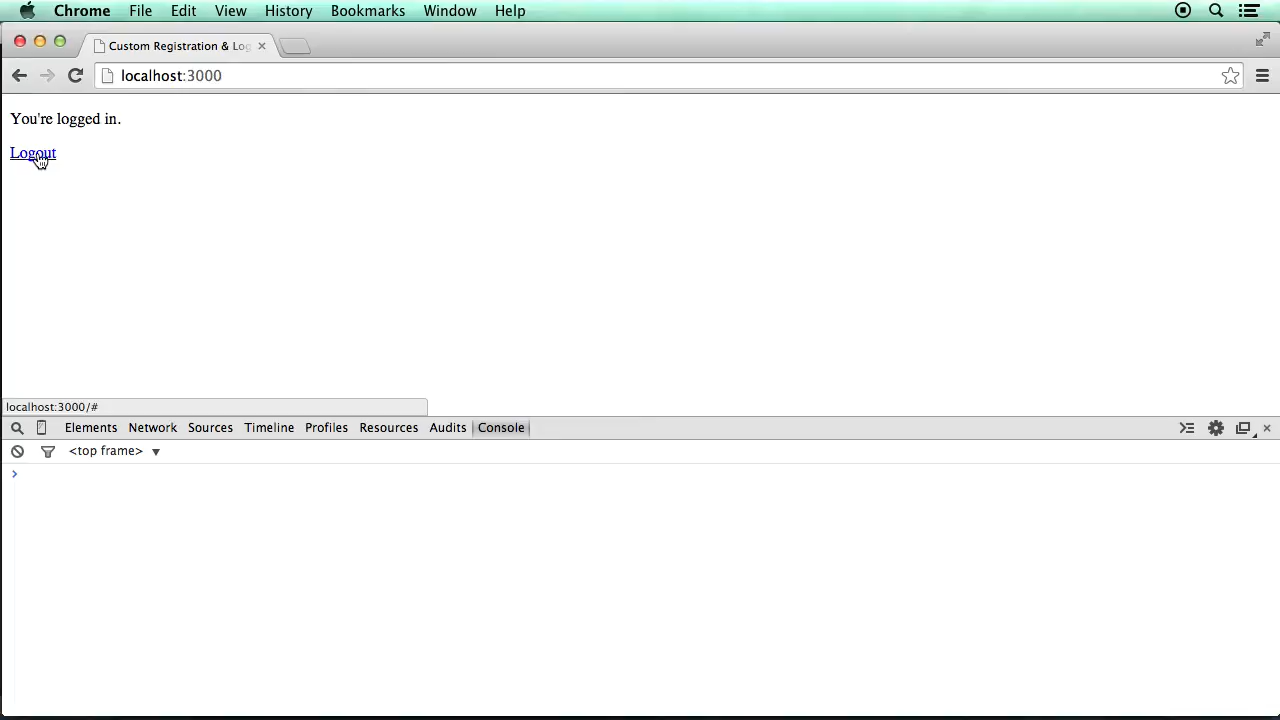 Chrome File Edit View History Bookmarks Window Help
Custom Registration & Log
localhost:3000
You're logged in.
Logout
localhost:3000/#
Elements Network Sources Timeline Profiles Resources Audits Console
<top frame> ▼
>